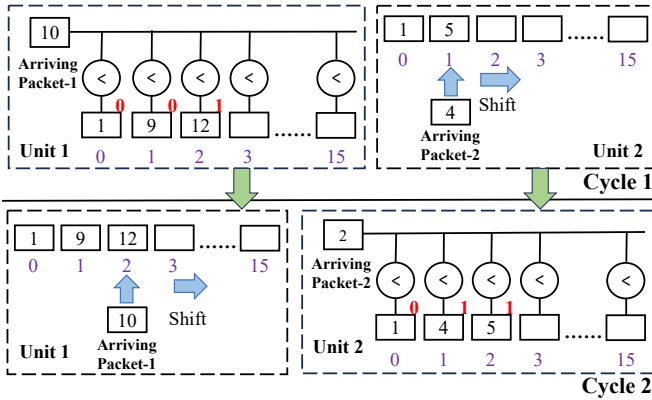 10
Arriving
Packet-1
< < < < <
0 0 1
1 9 12 ......
Unit 1
0 1 2 3 15
1 5 ......
0 1 2 3 15
Shift
4
Arriving
Packet-2
Unit 2
Cycle 1
1 9 12 ......
0 1 2 3 15
10
Shift
Unit 1
Arriving
Packet-1
2
Arriving
Packet-2
< < < < <
0 1 1
1 4 5 ......
Unit 2
0 1 2 3 15
Cycle 2